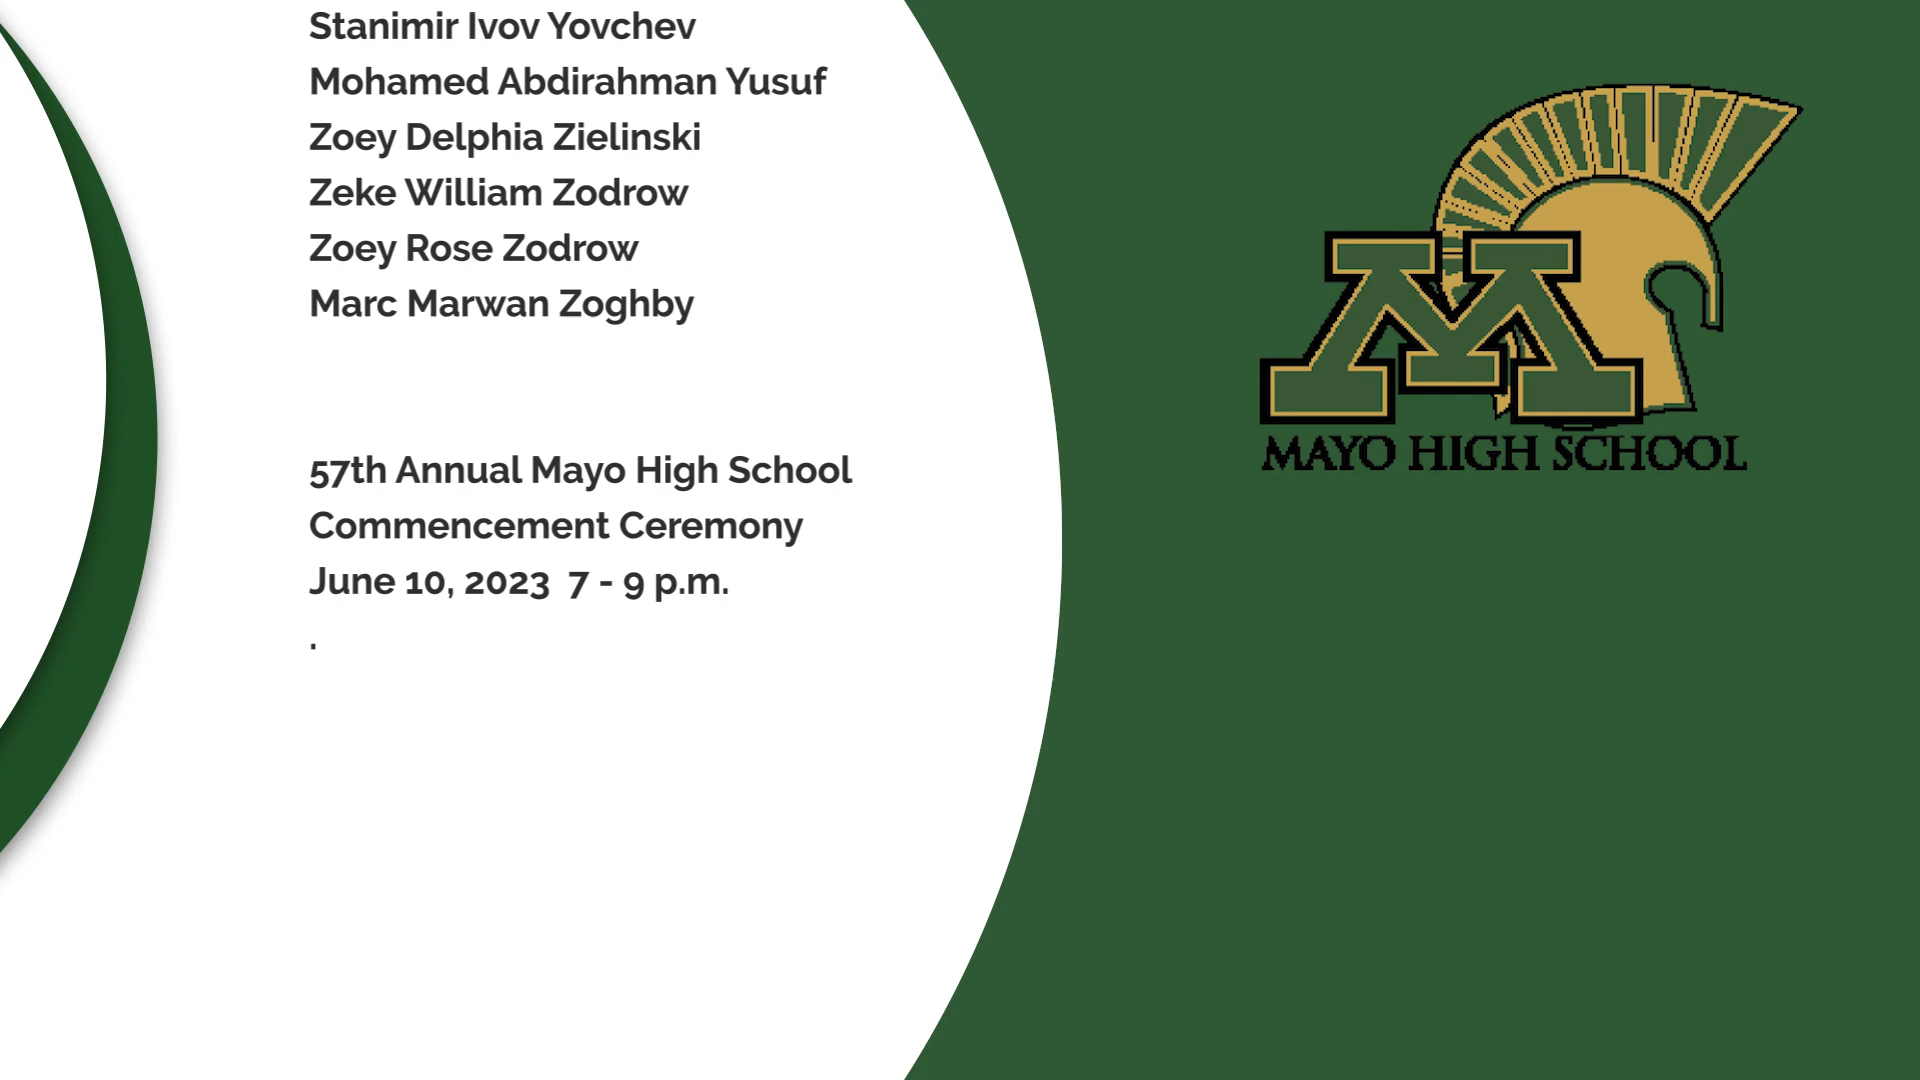 Stanimir Ivov Yovchev
Mohamed Abdirahman Yusuf
Zoey Delphia Zielinski
Zeke William Zodrow
Zoey Rose Zodrow
Marc Marwan Zoghby
57th Annual Mayo High School
Commencement Ceremony
June 10, 2023  7 - 9 p.m.
.
M
MAYO HIGH SCHOOL